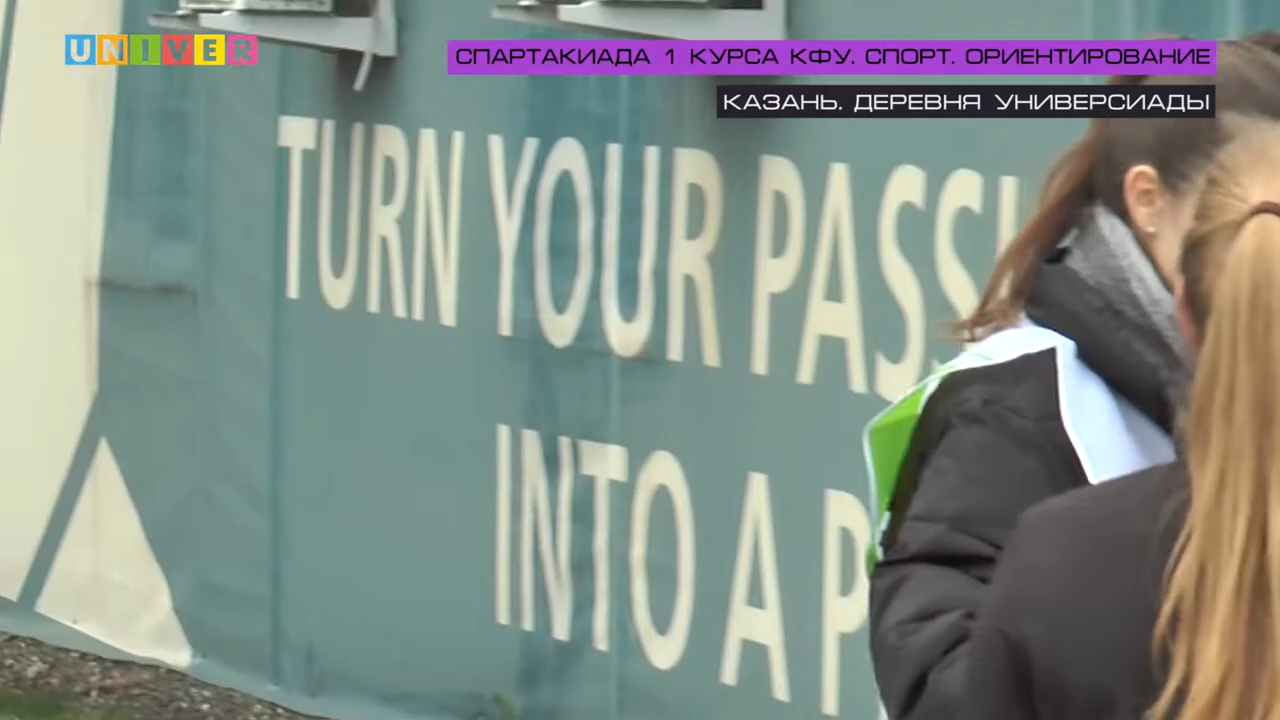 UNIVER
СПАРТАКИАДА 1 КУРСА КФУ. СПОРТ. ОРИЕНТИРОВАНИЕ
КАЗАНЬ. ДЕРЕВНЯ УНИВЕРСИАДЫ
TURN YOUR
INTO A